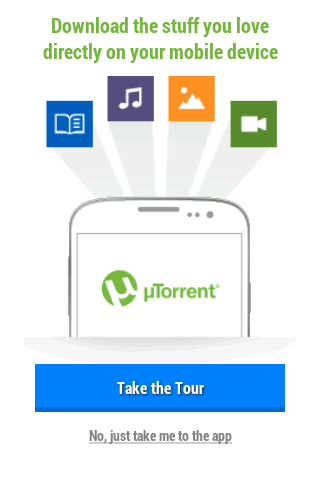 Download the stuff you love
directly on your mobile device
µTorrent®
Take the Tour
No, just take me to the app